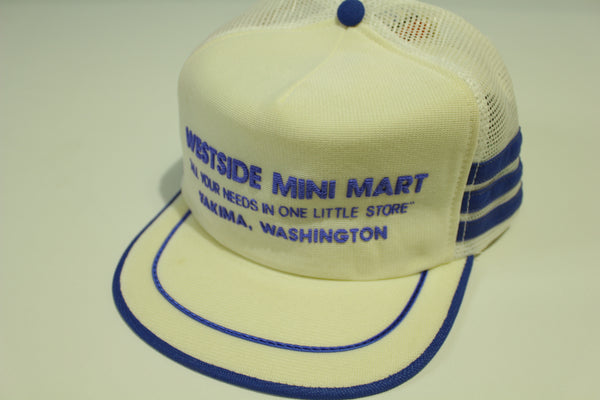 WESTSIDE MINI MART
"ALL YOUR NEEDS IN ONE LITTLE STORE"
YAKIMA, WASHINGTON